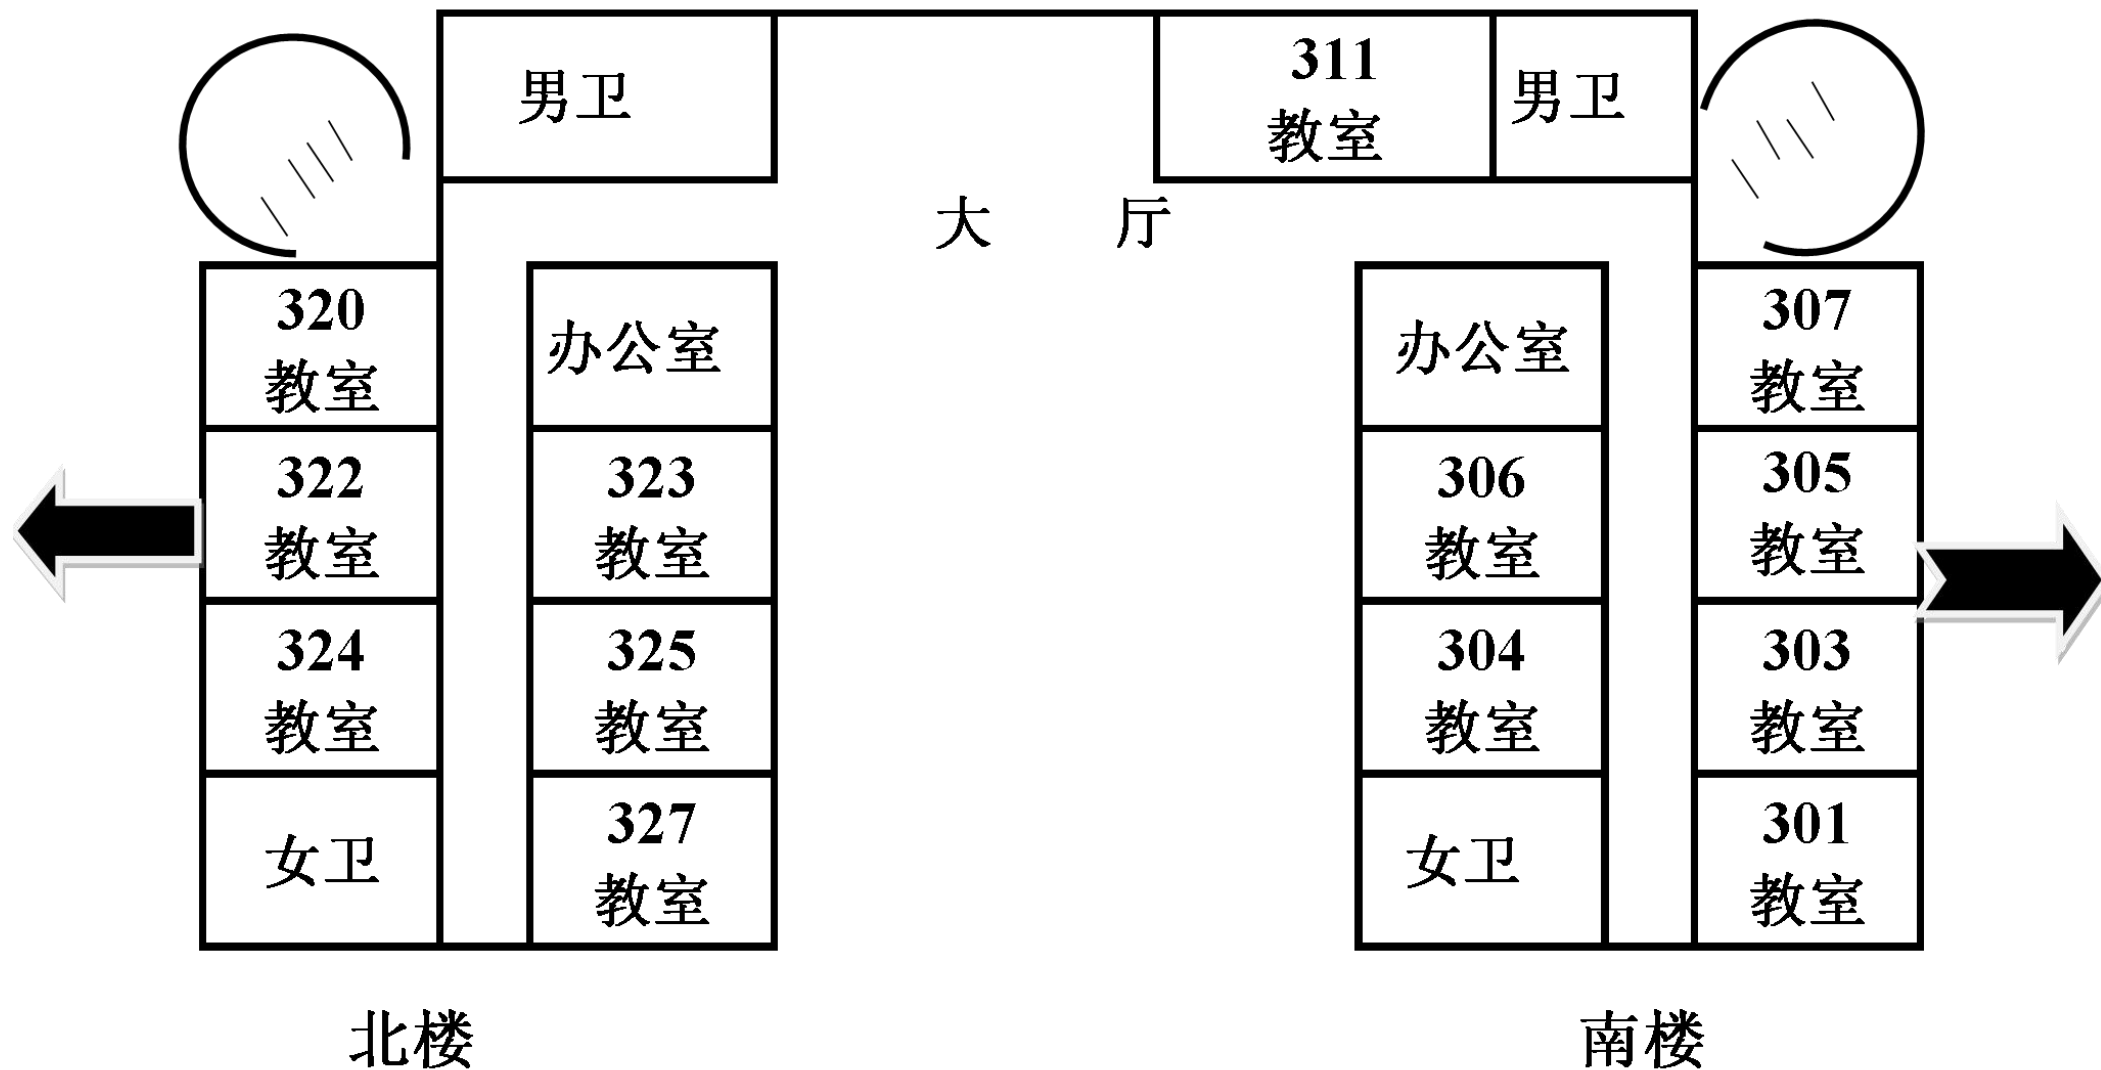 男卫
311
教室
男卫
大 厅
320
教室
办公室
办公室
307
教室
322
教室
323
教室
306
教室
305
教室
324
教室
325
教室
304
教室
303
教室
女卫
327
教室
女卫
301
教室
北楼
南楼